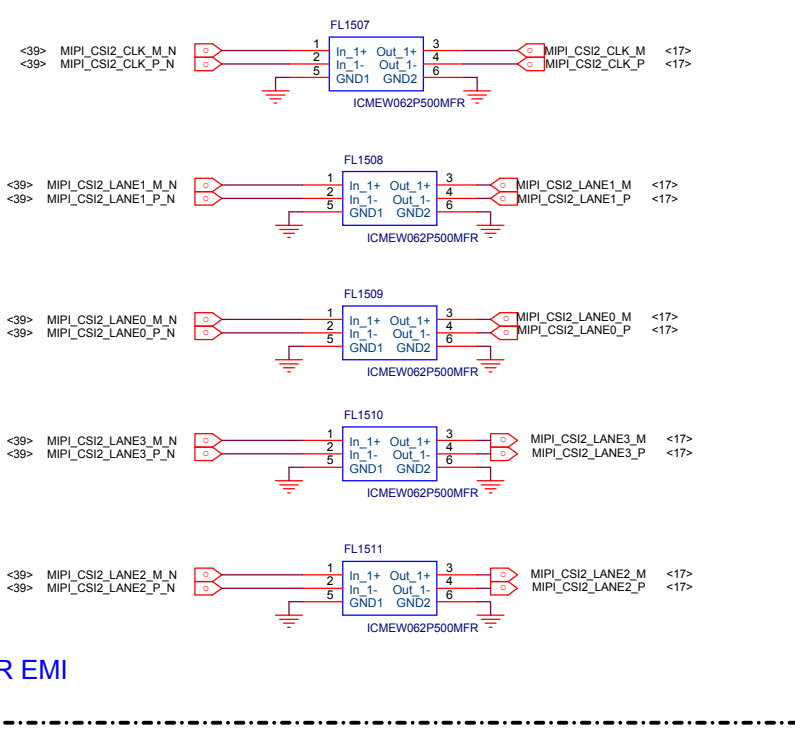 FL1507
<39> MIPI_CSI2_CLK_M_N 1 In_1+ Out_1+ 3 MIPI_CSI2_CLK_M <17>
<39> MIPI_CSI2_CLK_P_N 2 In_1- Out_1- 4 MIPI_CSI2_CLK_P <17>
5 GND1 GND2 6
ICMEW062P500MFR
FL1508
<39> MIPI_CSI2_LANE1_M_N 1 In_1+ Out_1+ 3 MIPI_CSI2_LANE1_M <17>
<39> MIPI_CSI2_LANE1_P_N 2 In_1- Out_1- 4 MIPI_CSI2_LANE1_P <17>
5 GND1 GND2 6
ICMEW062P500MFR
FL1509
<39> MIPI_CSI2_LANE0_M_N 1 In_1+ Out_1+ 3 MIPI_CSI2_LANE0_M <17>
<39> MIPI_CSI2_LANE0_P_N 2 In_1- Out_1- 4 MIPI_CSI2_LANE0_P <17>
5 GND1 GND2 6
ICMEW062P500MFR
FL1510
<39> MIPI_CSI2_LANE3_M_N 1 In_1+ Out_1+ 3 MIPI_CSI2_LANE3_M <17>
<39> MIPI_CSI2_LANE3_P_N 2 In_1- Out_1- 4 MIPI_CSI2_LANE3_P <17>
5 GND1 GND2 6
ICMEW062P500MFR
FL1511
<39> MIPI_CSI2_LANE2_M_N 1 In_1+ Out_1+ 3 MIPI_CSI2_LANE2_M <17>
<39> MIPI_CSI2_LANE2_P_N 2 In_1- Out_1- 4 MIPI_CSI2_LANE2_P <17>
5 GND1 GND2 6
ICMEW062P500MFR
R EMI